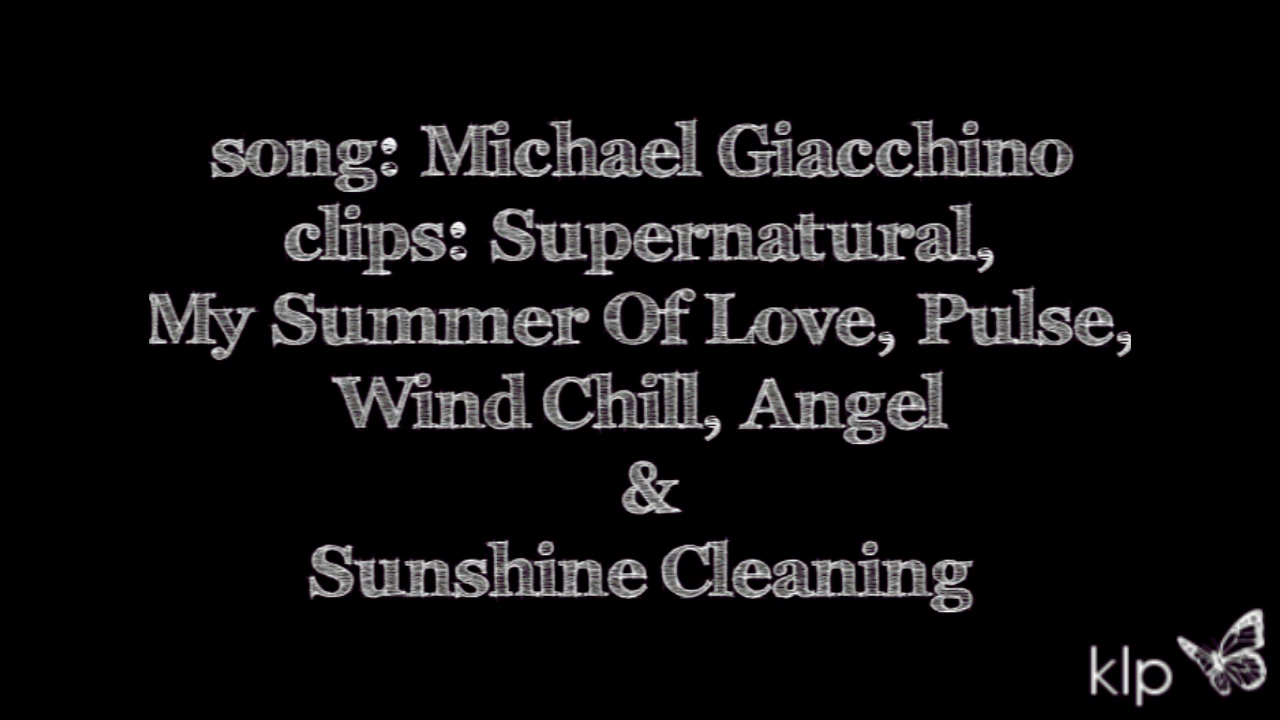 song: Michael Giacchino
clips: Supernatural,
My Summer Of Love, Pulse,
Wind Chill, Angel
&
Sunshine Cleaning
klp